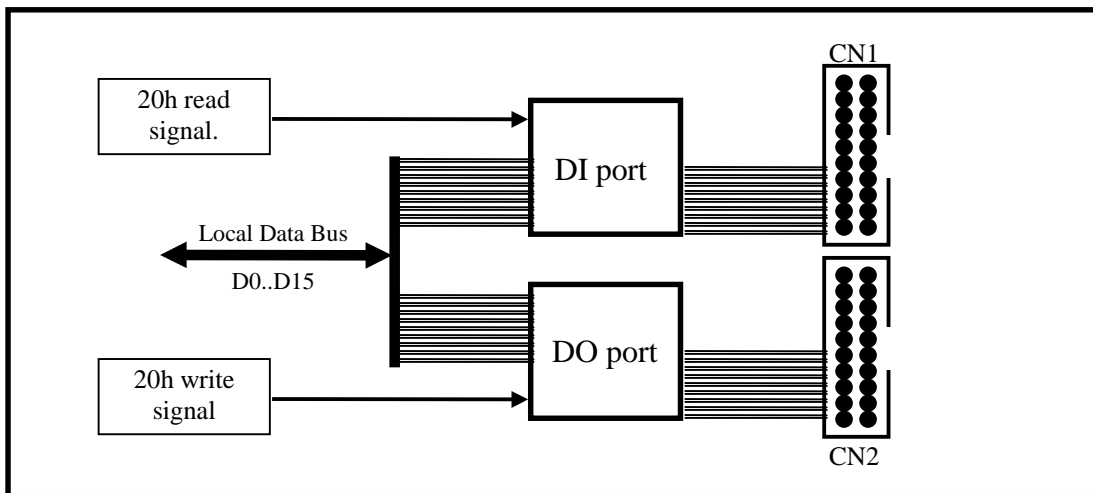 CN1
20h read
signal.
DI port
Local Data Bus
D0..D15
DO port
20h write
signal
CN2